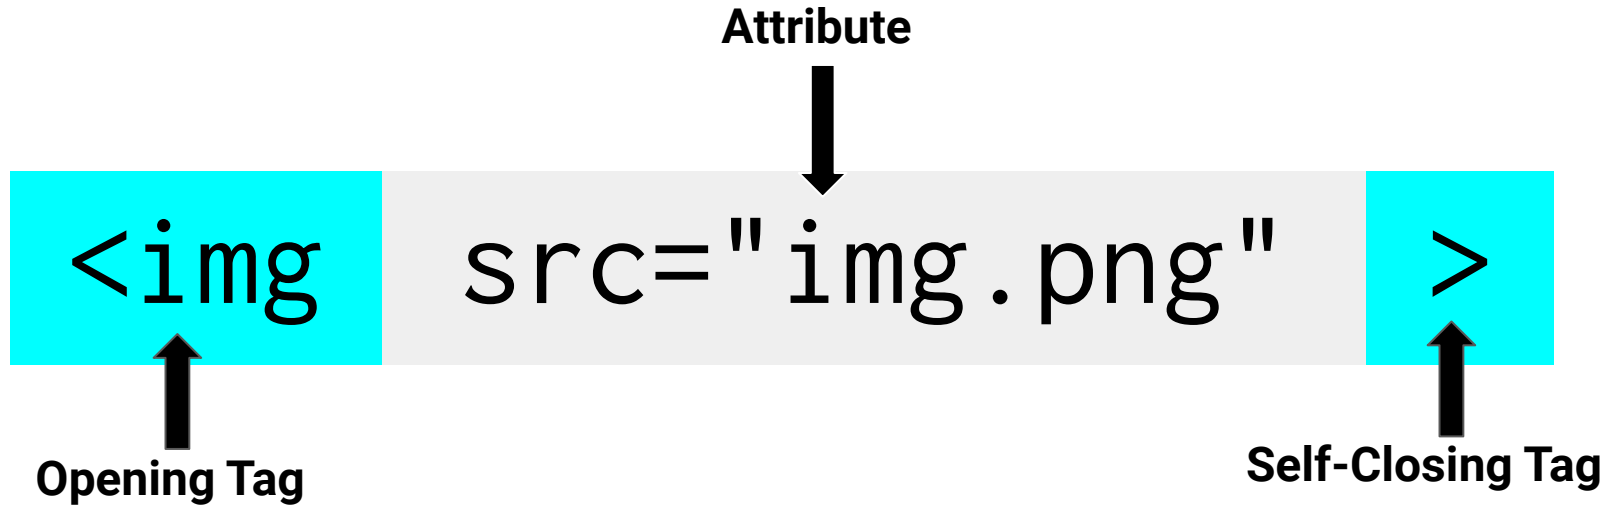 Attribute
<img src="img.png" >
Opening Tag
Self-Closing Tag